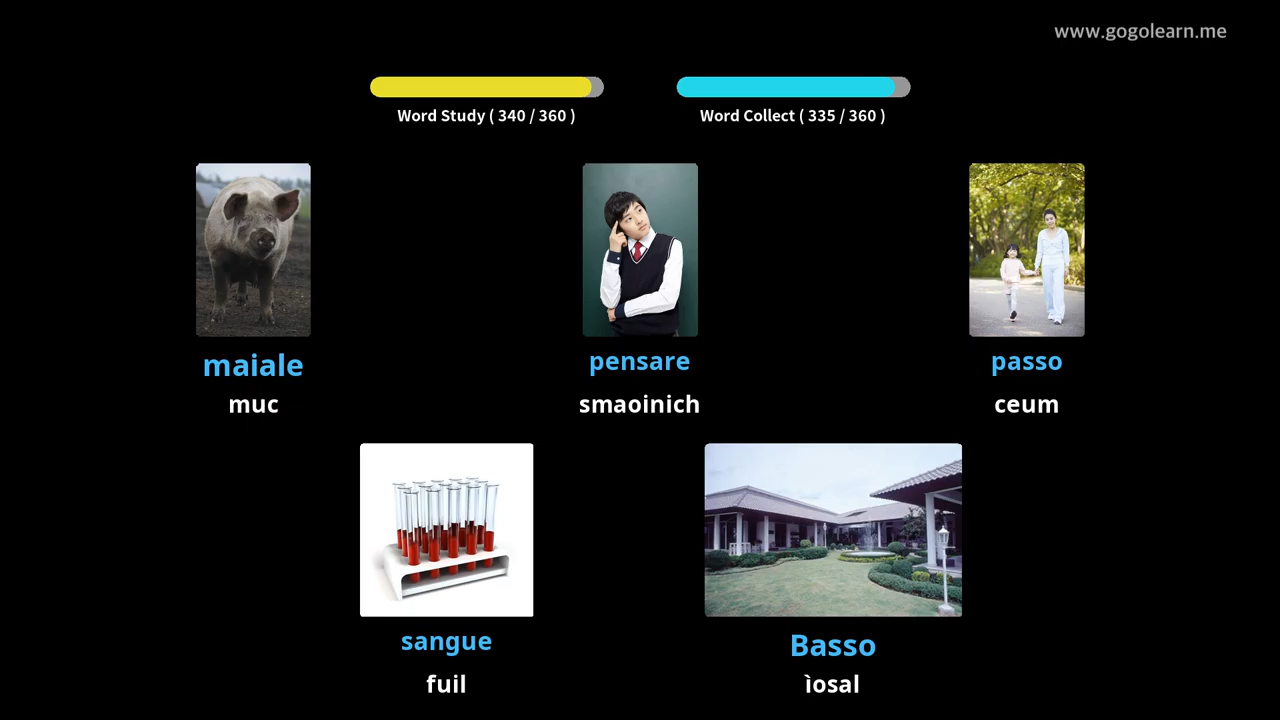 www.gogolearn.me
Word Study ( 340 / 360 )
Word Collect ( 335 / 360 )
maiale
muc
pensare
smaoinich
passo
ceum
sangue
fuil
Basso
ìosal